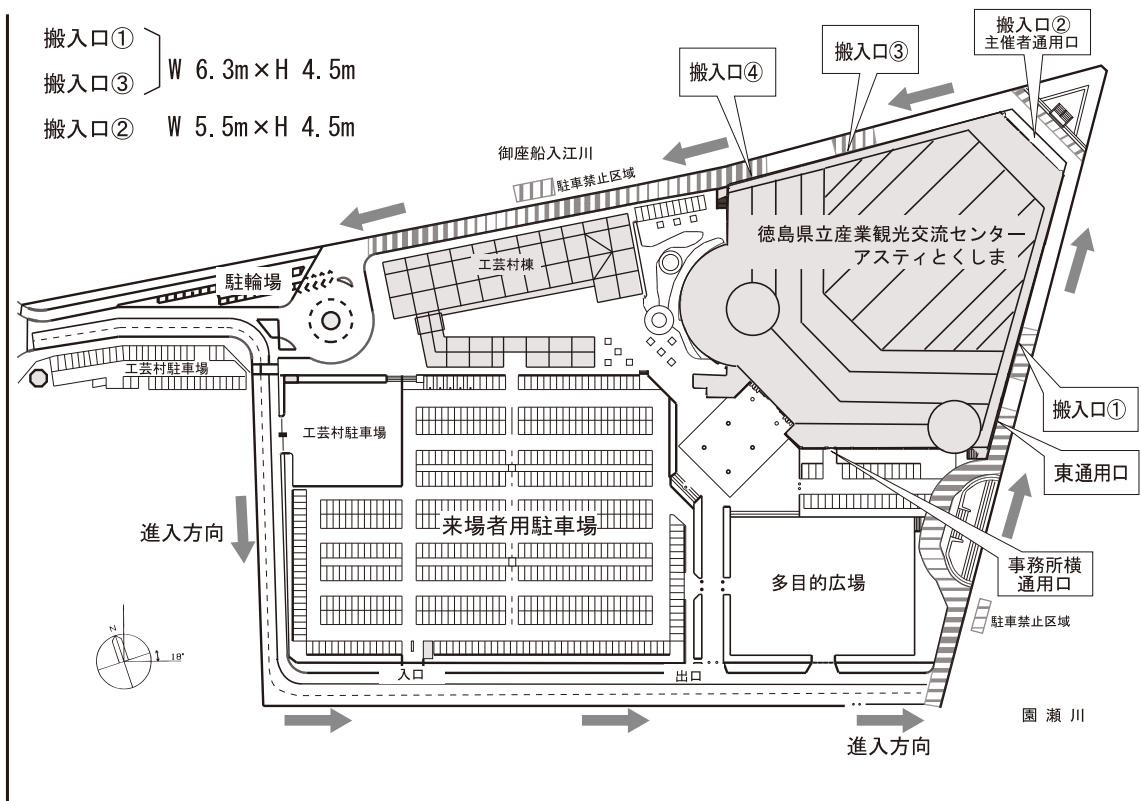 搬入口①
搬入口③
W 6.3m×H 4.5m
搬入口② W 5.5m×H 4.5m
搬入口②
主催者通用口
搬入口③
搬入口④
御座船入江川
駐車禁止区域
徳島県立産業観光交流センター
アスティとくしま
工芸村棟
駐輪場
工芸村駐車場
工芸村駐車場
搬入口①
東通用口
来場者用駐車場
進入方向
事務所横
通用口
多目的広場
駐車禁止区域
N
18°
入口
出口
園瀬川
進入方向